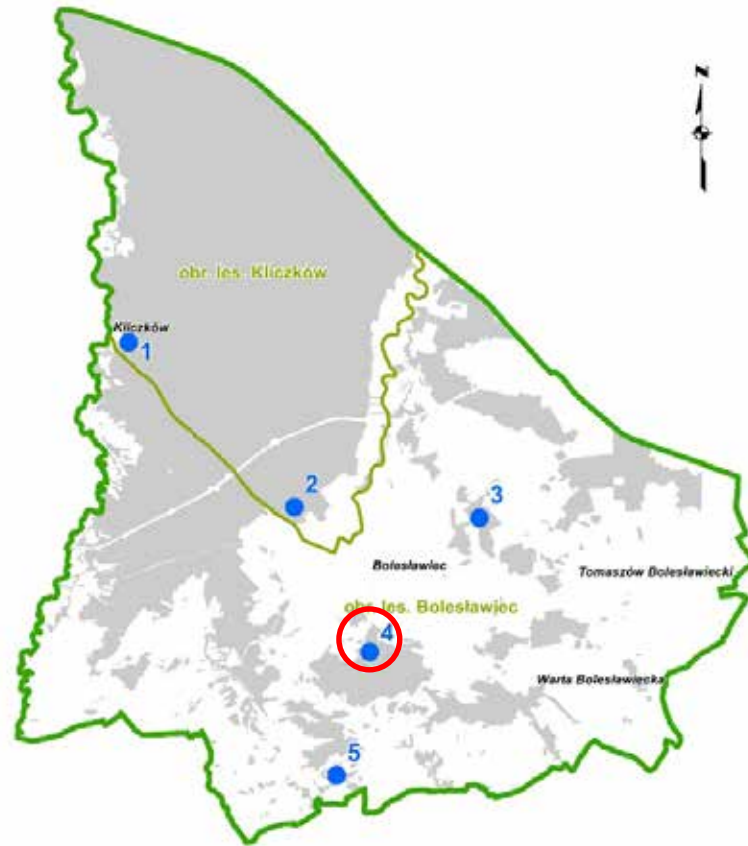 N
obr. les. Kliczków
Kliczków
1
2
3
Bolesławiec
Tomaszów Bolesławiecki
obr. les. Bolesławiec
4
Warta Bolesławiecka
5